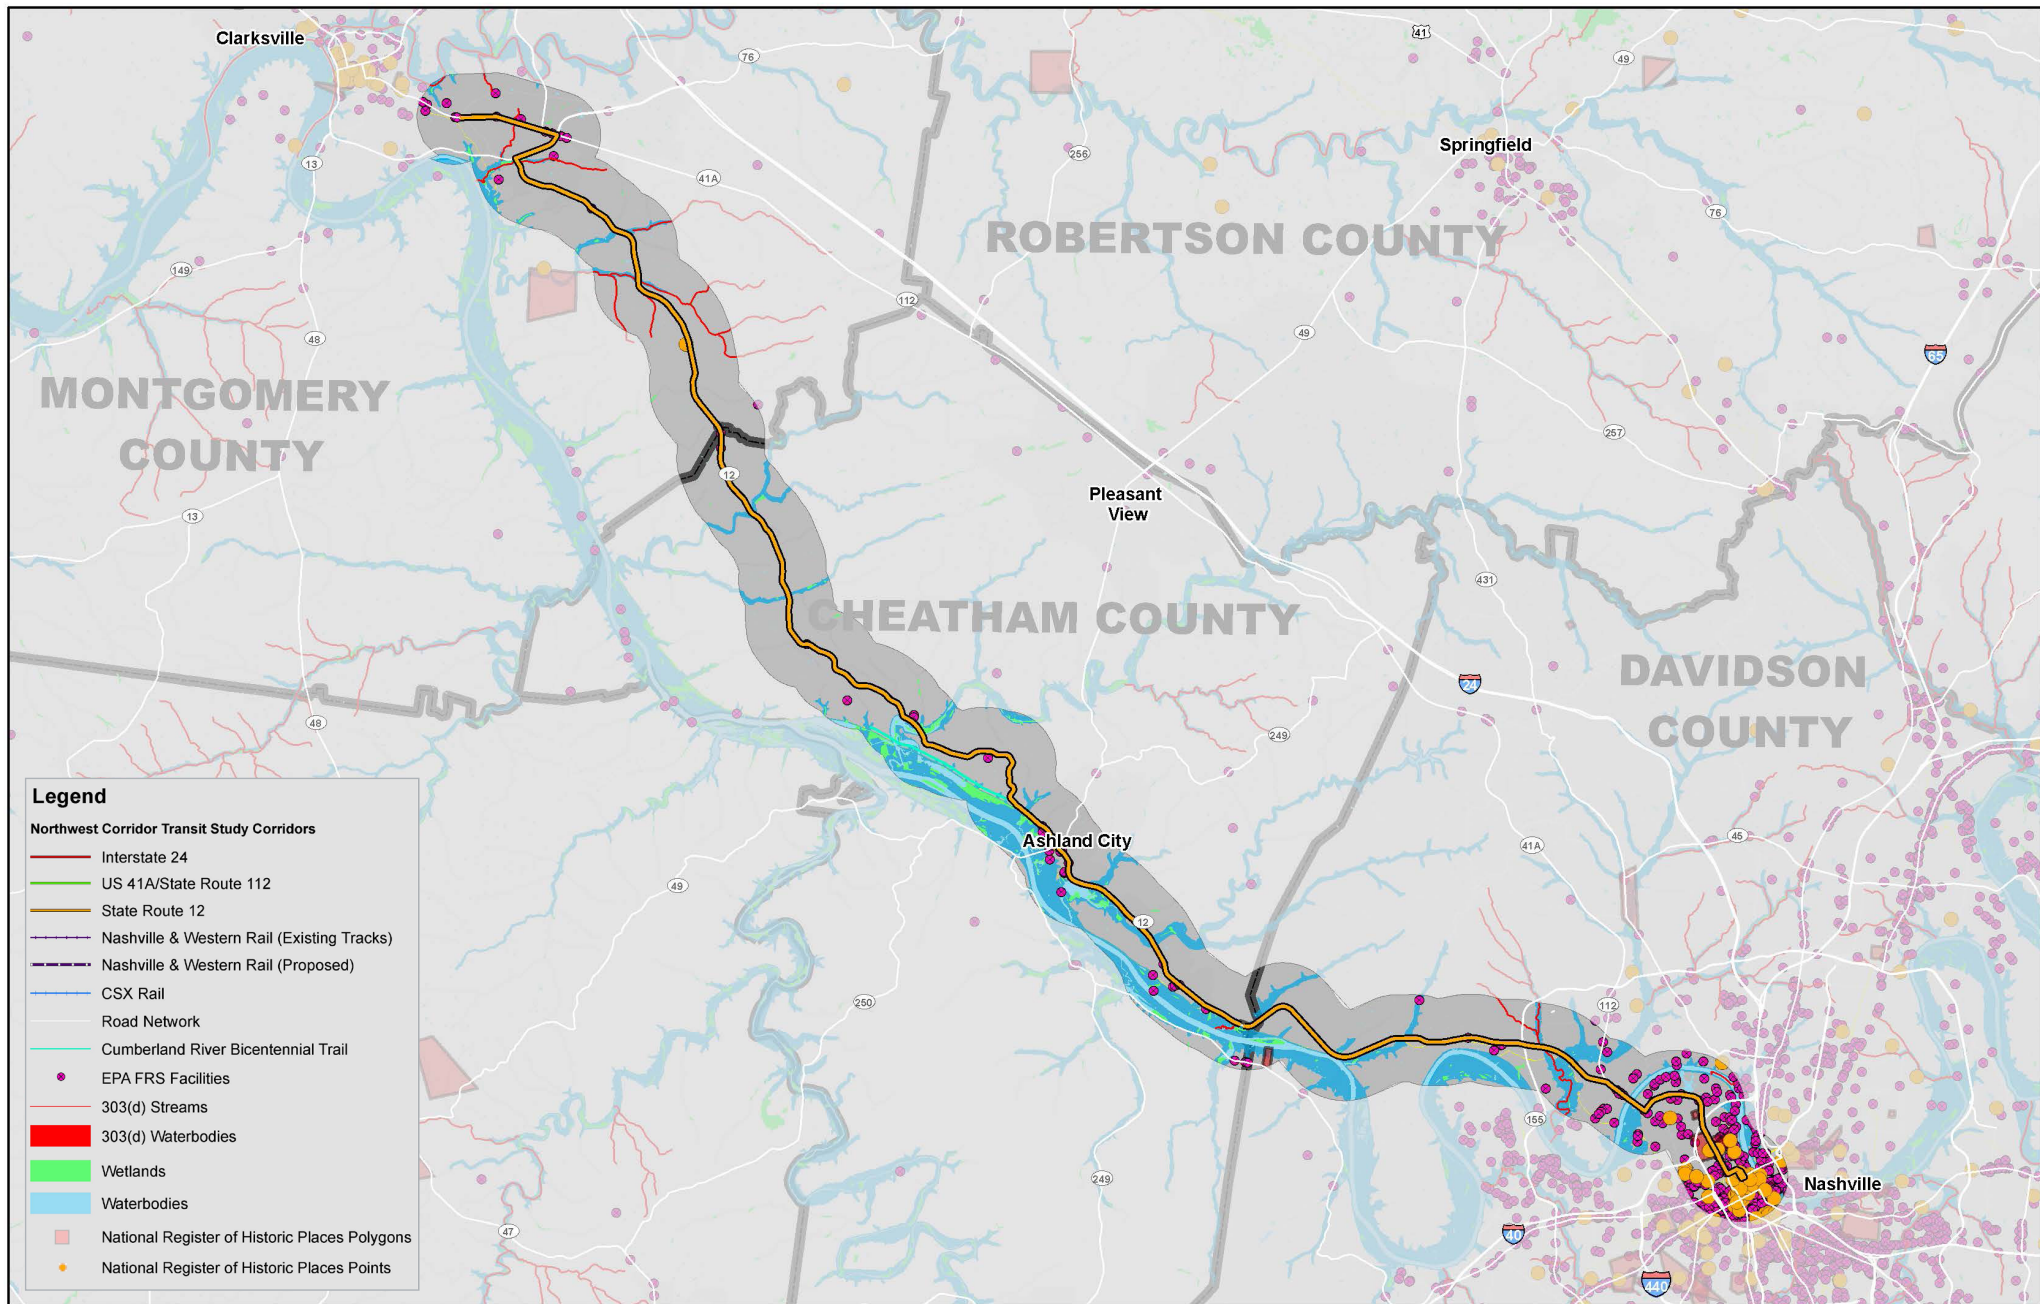 Clarksville
41
76
49
Springfield
13
256
41A
76
ROBERTSON COUNTY
149
112
49
48
65
MONTGOMERY
COUNTY
257
12
Pleasant
View
13
431
CHEATHAM COUNTY
DAVIDSON
COUNTY
24
48
249
Ashland City
45
41A
49
12
250
112
155
249
Nashville
47
40
440
Legend
Northwest Corridor Transit Study Corridors
Interstate 24
US 41A/State Route 112
State Route 12
Nashville & Western Rail (Existing Tracks)
Nashville & Western Rail (Proposed)
CSX Rail
Road Network
Cumberland River Bicentennial Trail
EPA FRS Facilities
303(d) Streams
303(d) Waterbodies
Wetlands
Waterbodies
National Register of Historic Places Polygons
National Register of Historic Places Points